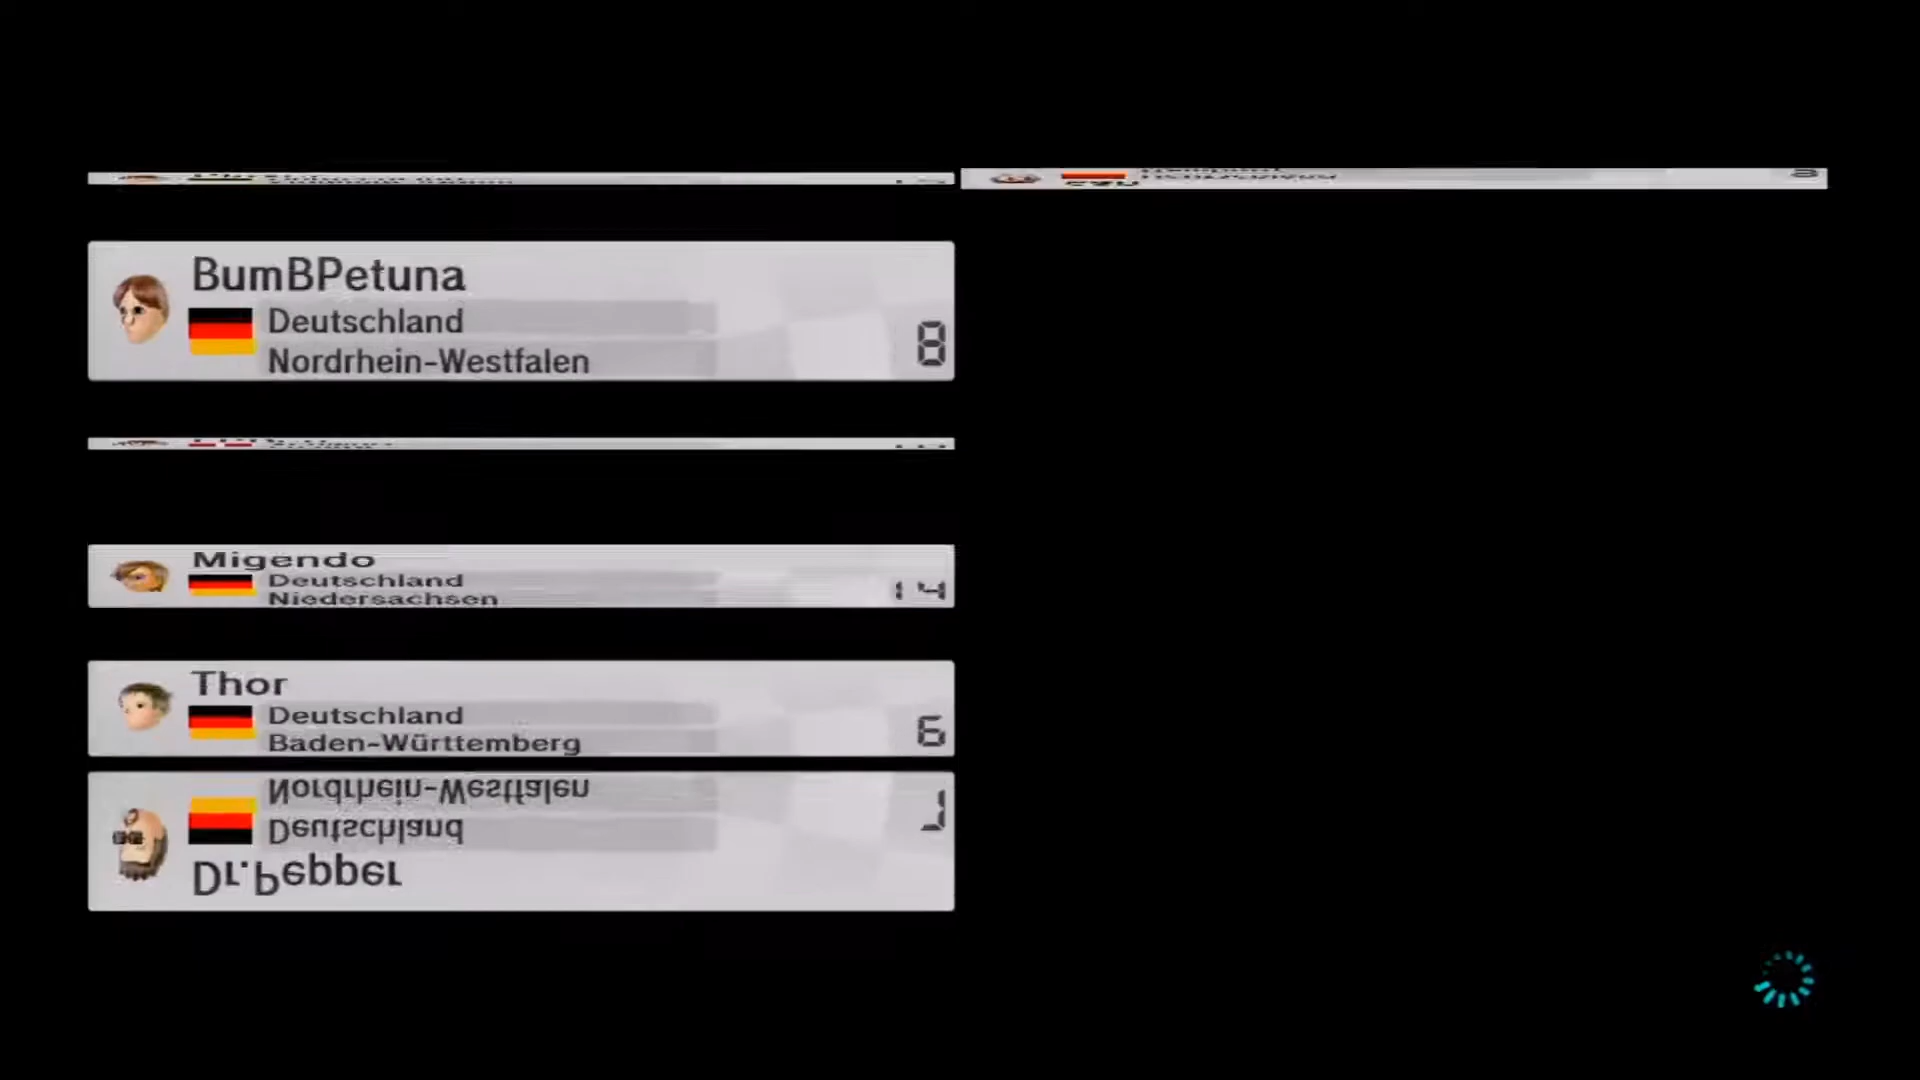 BumBPetuna
Deutschland
Nordrhein-Westfalen
8
Migendo
Deutschland
Niedersachsen
14
Thor
Deutschland
Baden-Württemberg
6
Nordrhein-Westfalen
Deutschland
Dr.Pepper